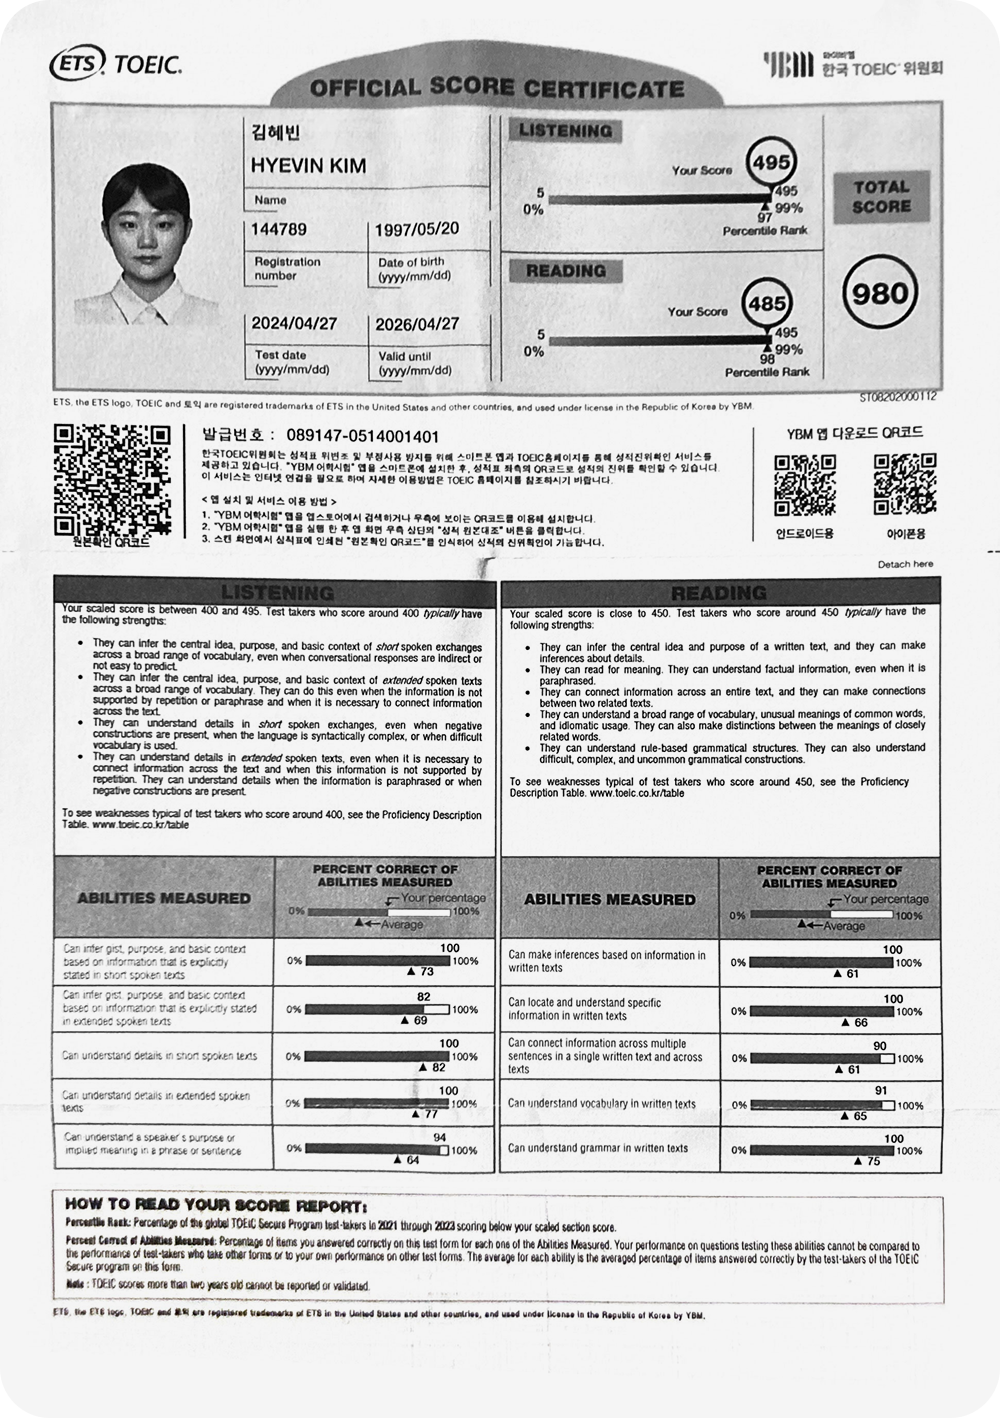 ETS TOEIC.
YBM 와이비엠
한국 TOEIC 위원회
OFFICIAL SCORE CERTIFICATE
김혜빈
HYEVIN KIM
Name
144789
1997/05/20
Registration
number
Date of birth
(yyyy/mm/dd)
2024/04/27
2026/04/27
Test date
(yyyy/mm/dd)
Valid until
(yyyy/mm/dd)
LISTENING
Your Score
495
5
495
0%
99%
97
Percentile Rank
READING
Your Score
485
5
495
0%
99%
98
Percentile Rank
TOTAL
SCORE
980
ETS, the ETS logo, TOEIC and 토익 are registered trademarks of ETS in the United States and other countries, and used under license in the Republic of Korea by YBM.
ST08202000112
발급번호 : 089147-0514001401
한국TOEIC위원회는 성적표 위변조 및 부정사용 방지를 위해 스마트폰 앱과 TOEIC홈페이지를 통해 성적진위확인 서비스를
제공하고 있습니다. "YBM 어학시험" 앱을 스마트폰에 설치한 후, 성적표 좌측의 QR코드로 성적의 진위를 확인할 수 있습니다.
이 서비스는 인터넷 연결을 필요로 하며 자세한 이용방법은 TOEIC 홈페이지를 참조하시기 바랍니다.
< 앱 설치 및 서비스 이용 방법 >
1. "YBM 어학시험" 앱을 앱스토어에서 검색하거나 우측에 보이는 QR코드를 이용해 설치합니다.
2. "YBM 어학시험" 앱을 실행 한 후 앱 화면 우측 상단의 "성적 원본대조" 버튼을 클릭합니다.
3. 스캔 화면에서 성적표에 인쇄된 "원본확인 QR코드"를 인식하여 성적의 진위확인이 가능합니다.
원본확인 QR코드
YBM 앱 다운로드 QR코드
안드로이드용
아이폰용
Detach here
LISTENING
Your scaled score is between 400 and 495. Test takers who score around 400 typically have
the following strengths:
• They can infer the central idea, purpose, and basic context of short spoken exchanges
across a broad range of vocabulary, even when conversational responses are indirect or
not easy to predict.
• They can infer the central idea, purpose, and basic context of extended spoken texts
across a broad range of vocabulary. They can do this even when the information is not
supported by repetition or paraphrase and when it is necessary to connect information
across the text.
• They can understand details in short spoken exchanges, even when negative
constructions are present, when the language is syntactically complex, or when difficult
vocabulary is used.
• They can understand details in extended spoken texts, even when it is necessary to
connect information across the text and when this information is not supported by
repetition. They can understand details when the information is paraphrased or when
negative constructions are present.
To see weaknesses typical of test takers who score around 400, see the Proficiency Description
Table. www.toeic.co.kr/table
READING
Your scaled score is close to 450. Test takers who score around 450 typically have the
following strengths:
• They can infer the central idea and purpose of a written text, and they can make
inferences about details.
• They can read for meaning. They can understand factual information, even when it is
paraphrased.
• They can connect information across an entire text, and they can make connections
between two related texts.
• They can understand a broad range of vocabulary, unusual meanings of common words,
and idiomatic usage. They can also make distinctions between the meanings of closely
related words.
• They can understand rule-based grammatical structures. They can also understand
difficult, complex, and uncommon grammatical constructions.
To see weaknesses typical of test takers who score around 450, see the Proficiency
Description Table. www.toeic.co.kr/table
ABILITIES MEASURED
PERCENT CORRECT OF
ABILITIES MEASURED
Your percentage
0% 100%
Average
Can infer gist, purpose, and basic context
based on information that is explicitly
stated in short spoken texts
100
0% 100%
▲ 73
Can infer gist, purpose, and basic context
based on information that is explicitly stated
in extended spoken texts
82
0% 100%
▲ 69
Can understand details in short spoken texts
100
0% 100%
▲ 82
Can understand details in extended spoken
texts
100
0% 100%
▲ 77
Can understand a speaker's purpose or
implied meaning in a phrase or sentence
94
0% 100%
▲ 64
ABILITIES MEASURED
PERCENT CORRECT OF
ABILITIES MEASURED
Your percentage
0% 100%
Average
Can make inferences based on information in
written texts
100
0% 100%
▲ 61
Can locate and understand specific
information in written texts
100
0% 100%
▲ 66
Can connect information across multiple
sentences in a single written text and across
texts
90
0% 100%
▲ 61
Can understand vocabulary in written texts
91
0% 100%
▲ 65
Can understand grammar in written texts
100
0% 100%
▲ 75
HOW TO READ YOUR SCORE REPORT:
Percentile Rank: Percentage of the global TOEIC Secure Program test-takers in 2021 through 2023 scoring below your scaled section score.
Percent Correct of Abilities Measured: Percentage of items you answered correctly on this test form for each one of the Abilities Measured. Your performance on questions testing these abilities cannot be compared to
the performance of test-takers who take other forms or to your own performance on other test forms. The average for each ability is the averaged percentage of items answered correctly by the test-takers of the TOEIC
Secure program on this form.
Note : TOEIC scores more than two years old cannot be reported or validated.
ETS, the ETS logo, TOEIC and 토익 are registered trademarks of ETS in the United States and other countries, and used under license in the Republic of Korea by YBM.